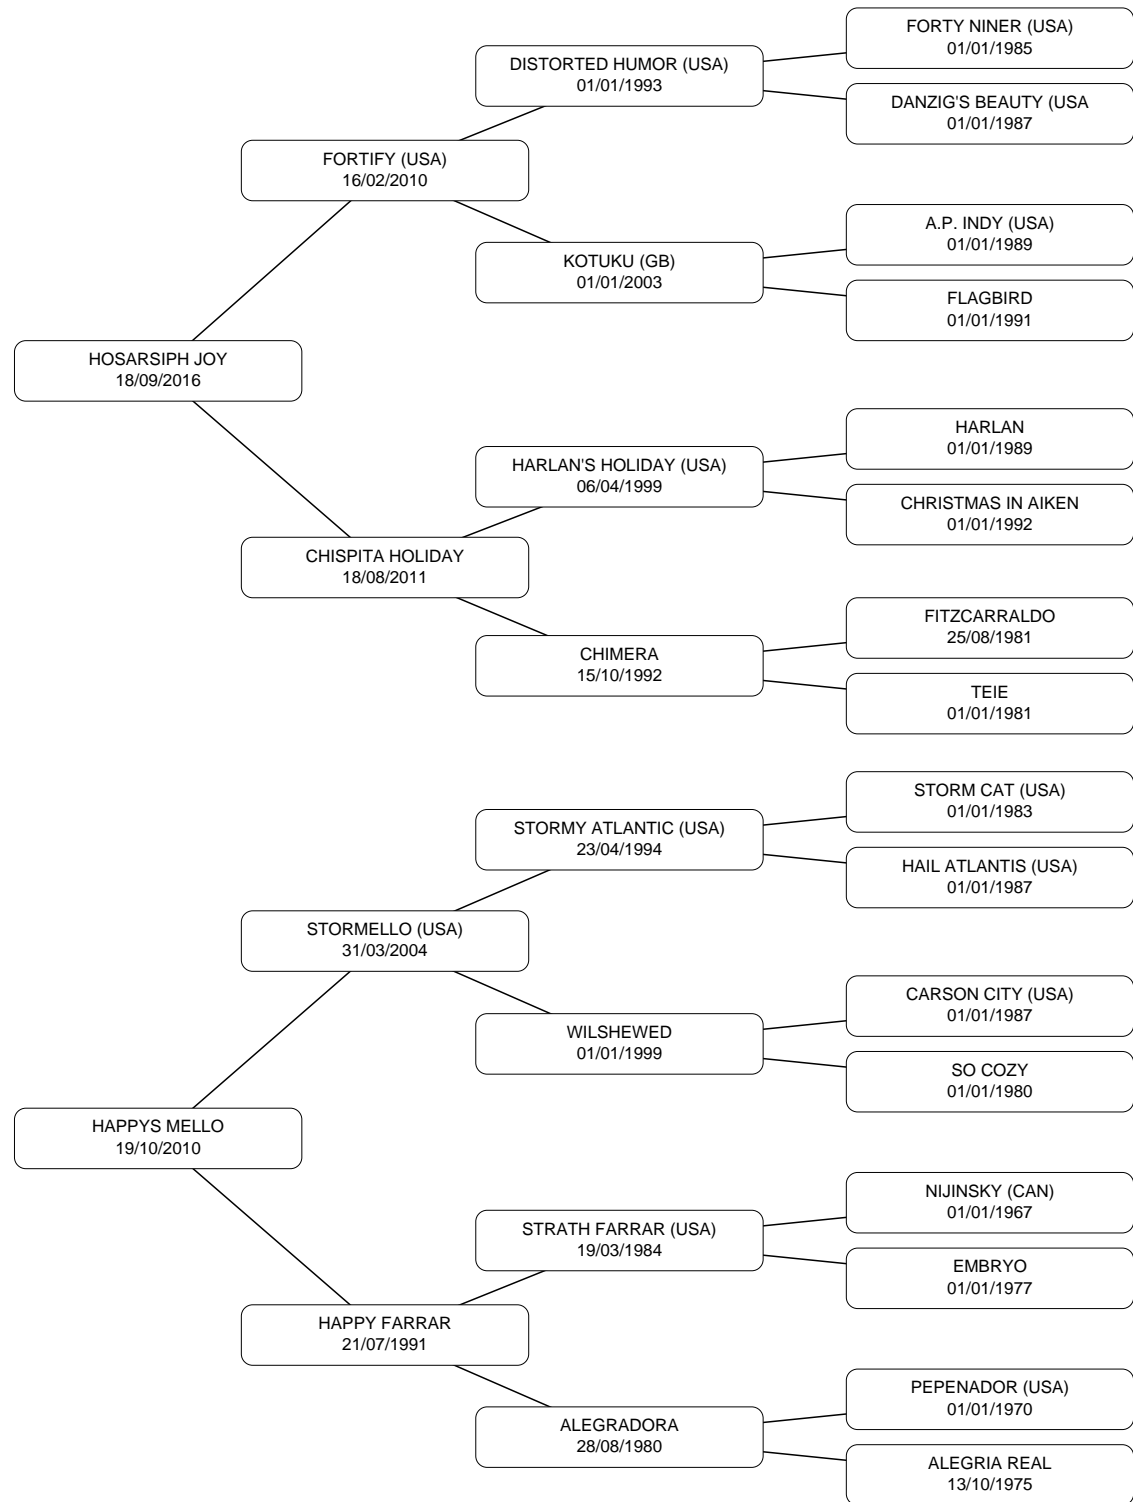 FORTY NINER (USA)
01/01/1985
DISTORTED HUMOR (USA)
01/01/1993
DANZIG'S BEAUTY (USA
01/01/1987
FORTIFY (USA)
16/02/2010
A.P. INDY (USA)
01/01/1989
KOTUKU (GB)
01/01/2003
FLAGBIRD
01/01/1991
HOSARSIPH JOY
18/09/2016
HARLAN
01/01/1989
HARLAN'S HOLIDAY (USA)
06/04/1999
CHRISTMAS IN AIKEN
01/01/1992
CHISPITA HOLIDAY
18/08/2011
FITZCARRALDO
25/08/1981
CHIMERA
15/10/1992
TEIE
01/01/1981
STORM CAT (USA)
01/01/1983
STORMY ATLANTIC (USA)
23/04/1994
HAIL ATLANTIS (USA)
01/01/1987
STORMELLO (USA)
31/03/2004
CARSON CITY (USA)
01/01/1987
WILSHEWED
01/01/1999
SO COZY
01/01/1980
HAPPYS MELLO
19/10/2010
NIJINSKY (CAN)
01/01/1967
STRATH FARRAR (USA)
19/03/1984
EMBRYO
01/01/1977
HAPPY FARRAR
21/07/1991
PEPENADOR (USA)
01/01/1970
ALEGRADORA
28/08/1980
ALEGRIA REAL
13/10/1975